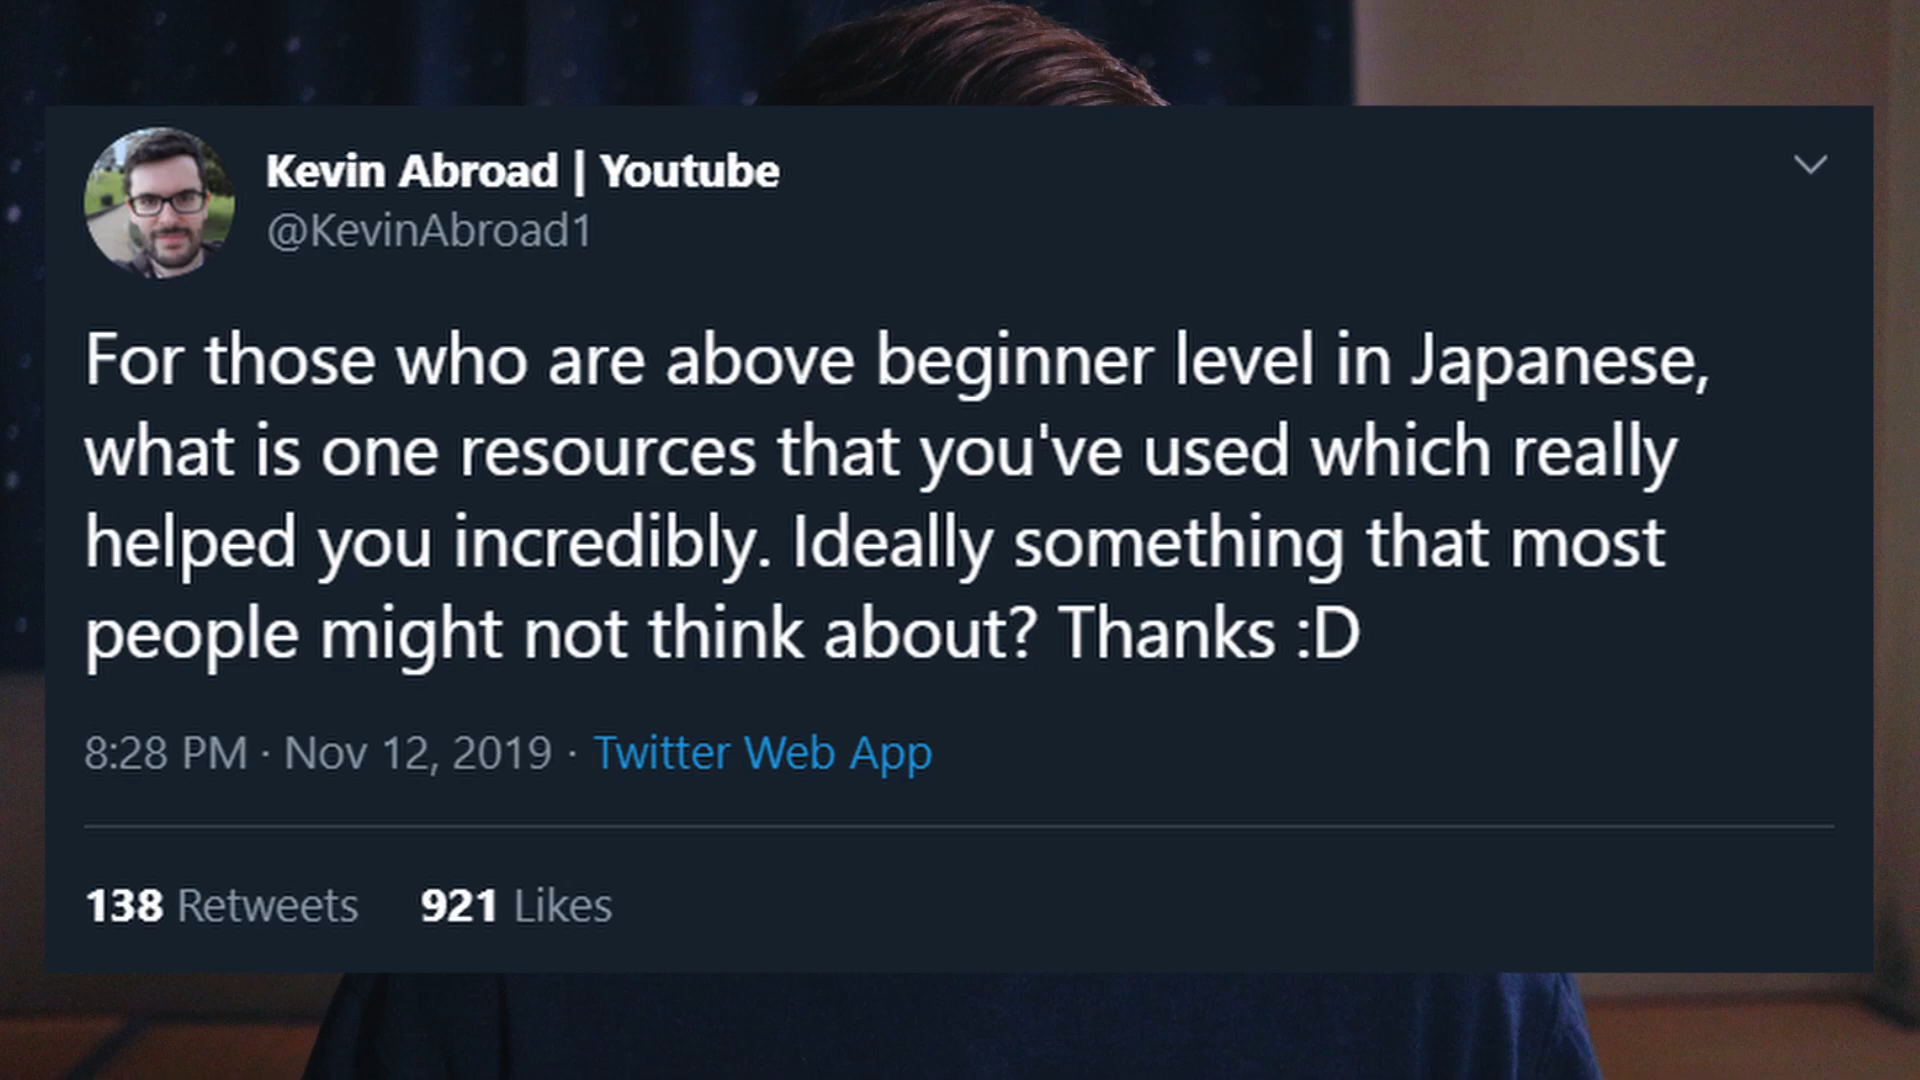 Kevin Abroad | Youtube
@KevinAbroad1
For those who are above beginner level in Japanese,
what is one resources that you've used which really
helped you incredibly. Ideally something that most
people might not think about? Thanks :D
8:28 PM · Nov 12, 2019 · Twitter Web App
138 Retweets 921 Likes